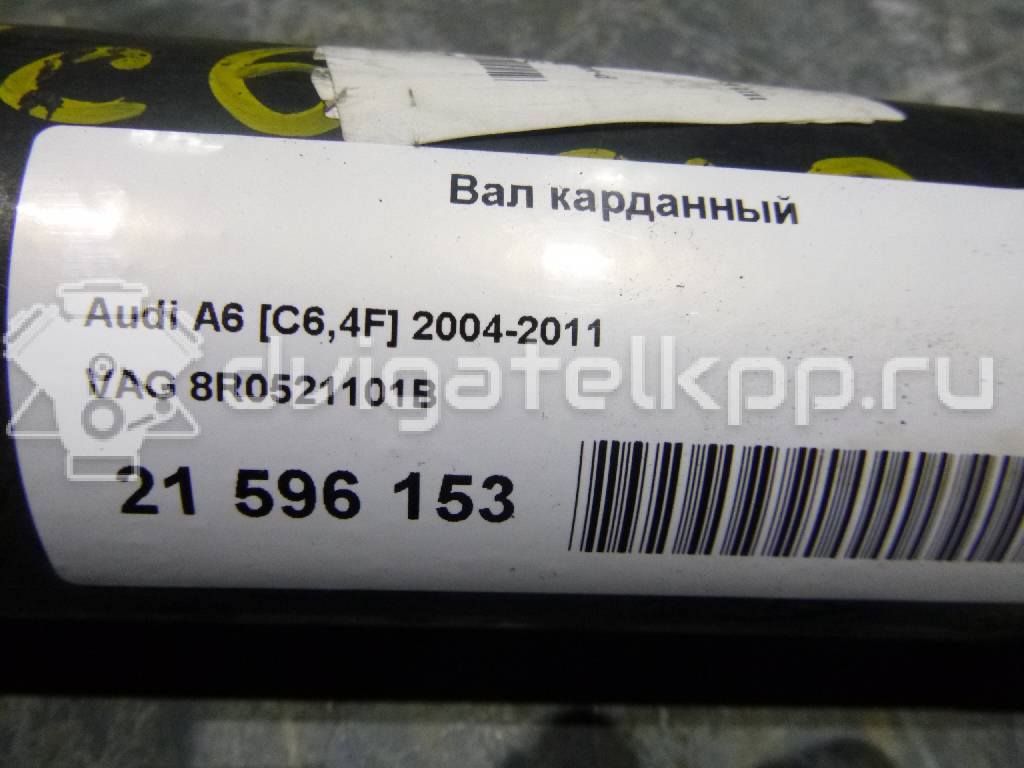 Вал карданный
Audi A6 [C6,4F] 2004-2011
VAG 8R0521101B
dvigatelkpp.ru
21 596 153